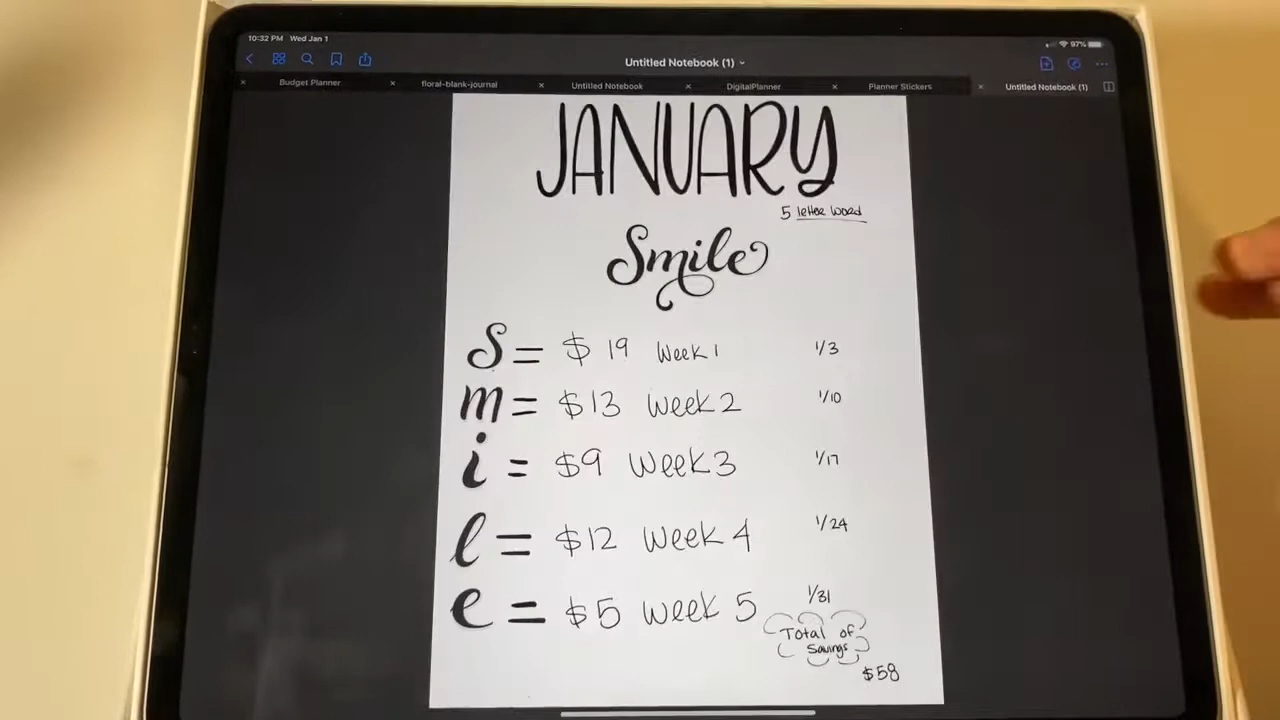 10:32 PM Wed Jan 1
97%
Untitled Notebook (1)
Budget Planner
floral-blank-journal
Untitled Notebook
DigitalPlanner
Planner Stickers
Untitled Notebook (1)
JANUARY
5 letter word
Smile
S = $ 19 Week 1 1/3
m = $13 Week 2 1/10
i = $9 Week 3 1/17
l = $12 Week 4 1/24
e = $5 Week 5 1/31
Total of
Savings
$58